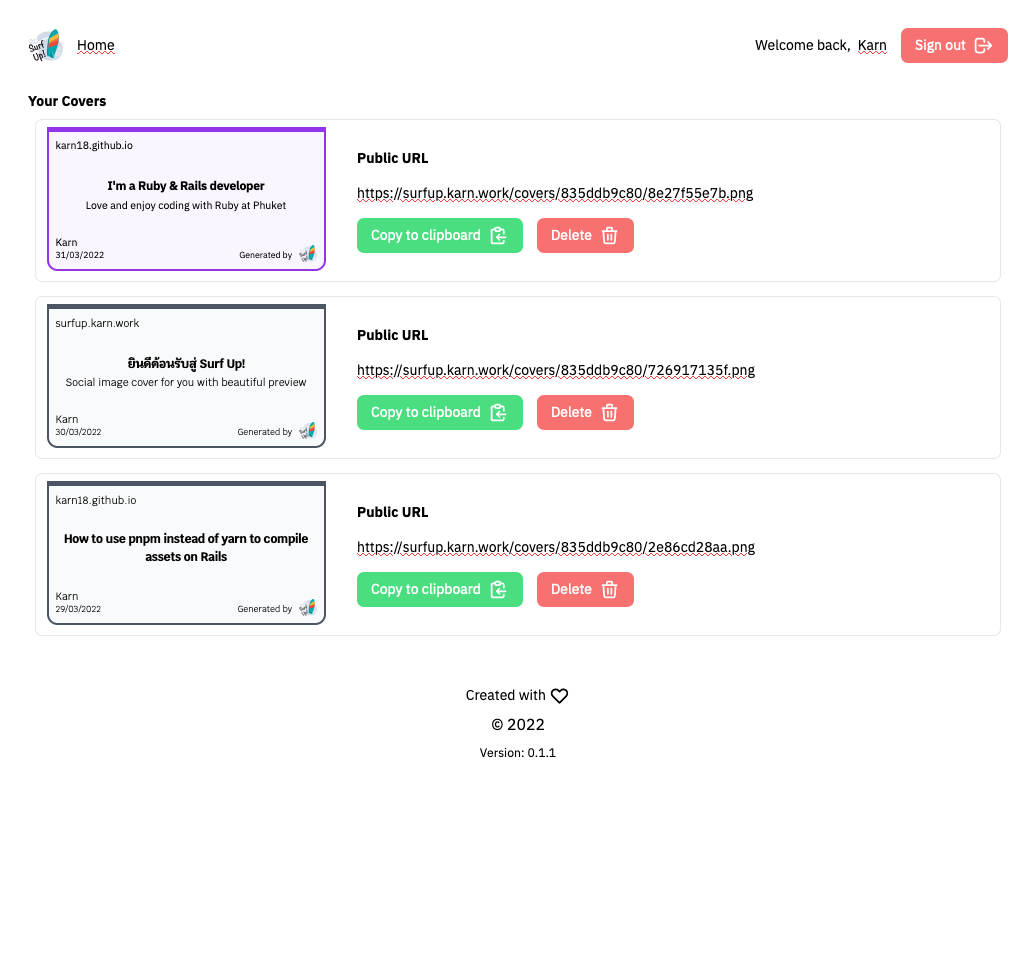 Surf Up!
Home
Welcome back, Karn
Sign out
Your Covers
karn18.github.io
I'm a Ruby & Rails developer
Love and enjoy coding with Ruby at Phuket
Karn
31/03/2022
Generated by
Public URL
https://surfup.karn.work/covers/835ddb9c80/8e27f55e7b.png
Copy to clipboard
Delete
surfup.karn.work
ยินดีต้อนรับสู่ Surf Up!
Social image cover for you with beautiful preview
Karn
30/03/2022
Generated by
Public URL
https://surfup.karn.work/covers/835ddb9c80/726917135f.png
Copy to clipboard
Delete
karn18.github.io
How to use pnpm instead of yarn to compile
assets on Rails
Karn
29/03/2022
Generated by
Public URL
https://surfup.karn.work/covers/835ddb9c80/2e86cd28aa.png
Copy to clipboard
Delete
Created with
© 2022
Version: 0.1.1